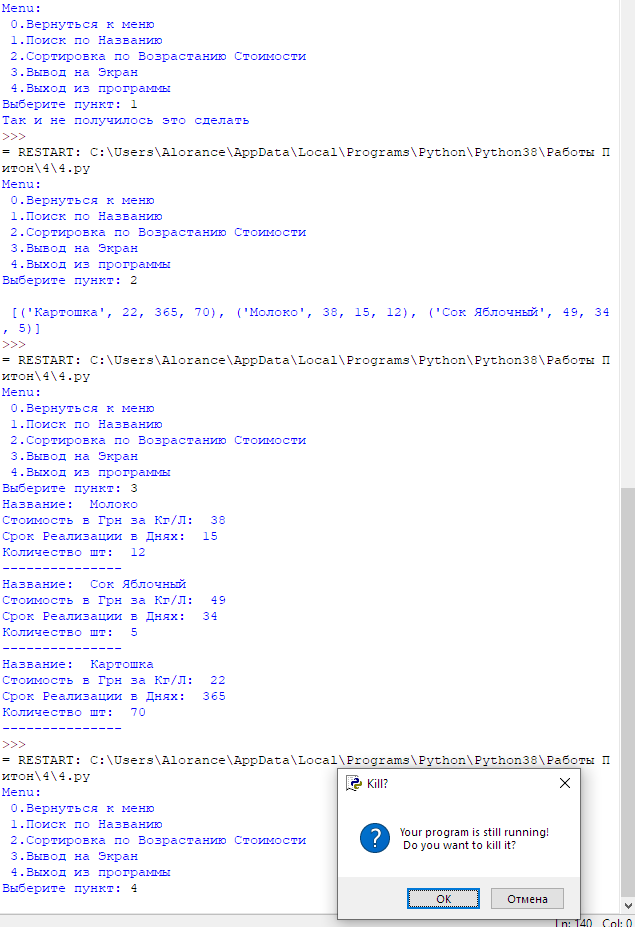 Menu:
0.Вернуться к меню
1.Поиск по Названию
2.Сортировка по Возрастанию Стоимости
3.Вывод на Экран
4.Выход из программы
Выберите пункт: 1
Так и не получилось это сделать
>>>
= RESTART: C:\Users\Alorance\AppData\Local\Programs\Python\Python38\Работы П
итон\4\4.py
Menu:
0.Вернуться к меню
1.Поиск по Названию
2.Сортировка по Возрастанию Стоимости
3.Вывод на Экран
4.Выход из программы
Выберите пункт: 2
[('Картошка', 22, 365, 70), ('Молоко', 38, 15, 12), ('Сок Яблочный', 49, 34
, 5)]
>>>
= RESTART: C:\Users\Alorance\AppData\Local\Programs\Python\Python38\Работы П
итон\4\4.py
Menu:
0.Вернуться к меню
1.Поиск по Названию
2.Сортировка по Возрастанию Стоимости
3.Вывод на Экран
4.Выход из программы
Выберите пункт: 3
Название:  Молоко
Стоимость в Грн за Кг/Л:  38
Срок Реализации в Днях:  15
Количество шт:  12
---------------
Название:  Сок Яблочный
Стоимость в Грн за Кг/Л:  49
Срок Реализации в Днях:  34
Количество шт:  5
---------------
Название:  Картошка
Стоимость в Грн за Кг/Л:  22
Срок Реализации в Днях:  365
Количество шт:  70
---------------
>>>
= RESTART: C:\Users\Alorance\AppData\Local\Programs\Python\Python38\Работы П
итон\4\4.py
Menu:
0.Вернуться к меню
1.Поиск по Названию
2.Сортировка по Возрастанию Стоимости
3.Вывод на Экран
4.Выход из программы
Выберите пункт: 4
Kill?
Your program is still running!
Do you want to kill it?
OK
Отмена
Ln: 140 Col: 0